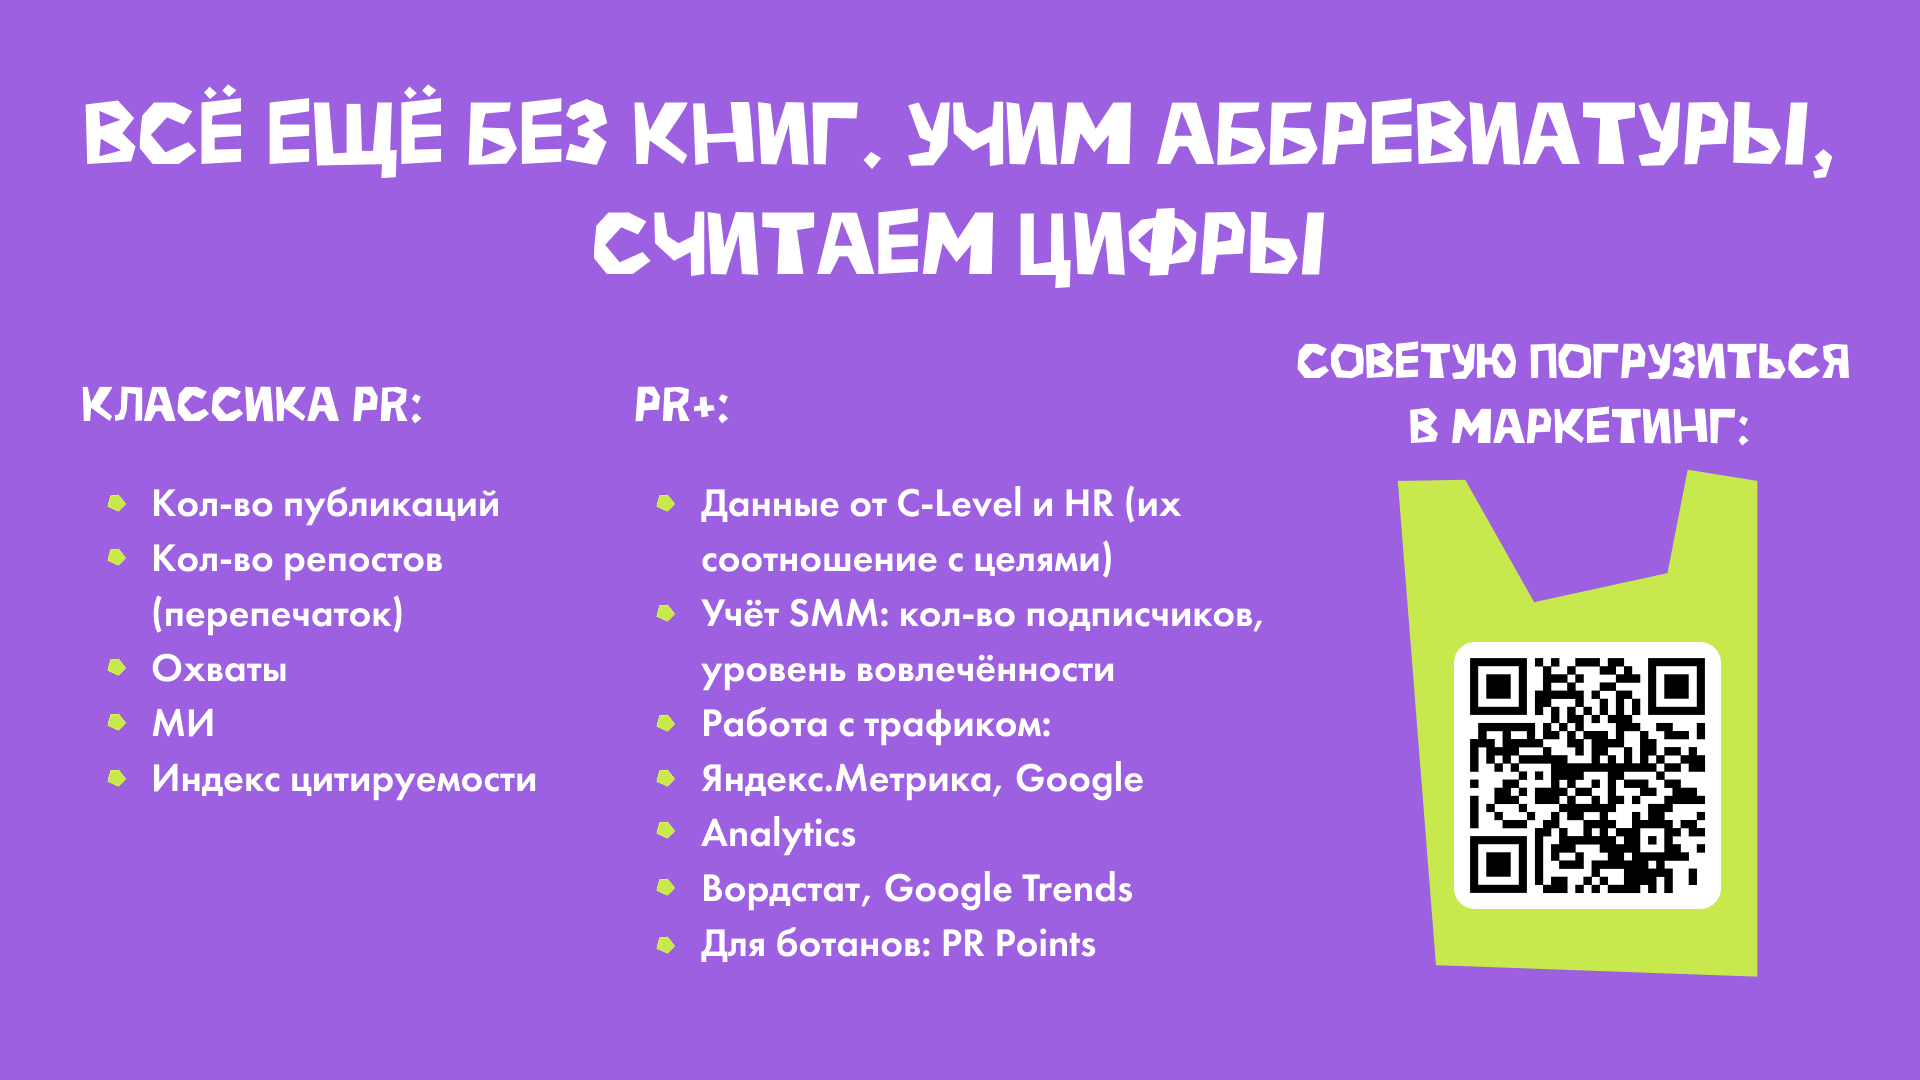 ВСЁ ЕЩЁ БЕЗ КНИГ. УЧИМ АББРЕВИАТУРЫ,
СЧИТАЕМ ЦИФРЫ
КЛАССИКА PR:
Кол-во публикаций
Кол-во репостов
(перепечаток)
Охваты
МИ
Индекс цитируемости
PR+:
Данные от C-Level и HR (их
соотношение с целями)
Учёт SMM: кол-во подписчиков,
уровень вовлечённости
Работа с трафиком:
Яндекс.Метрика, Google
Analytics
Вордстат, Google Trends
Для ботанов: PR Points
СОВЕТУЮ ПОГРУЗИТЬСЯ
В МАРКЕТИНГ: